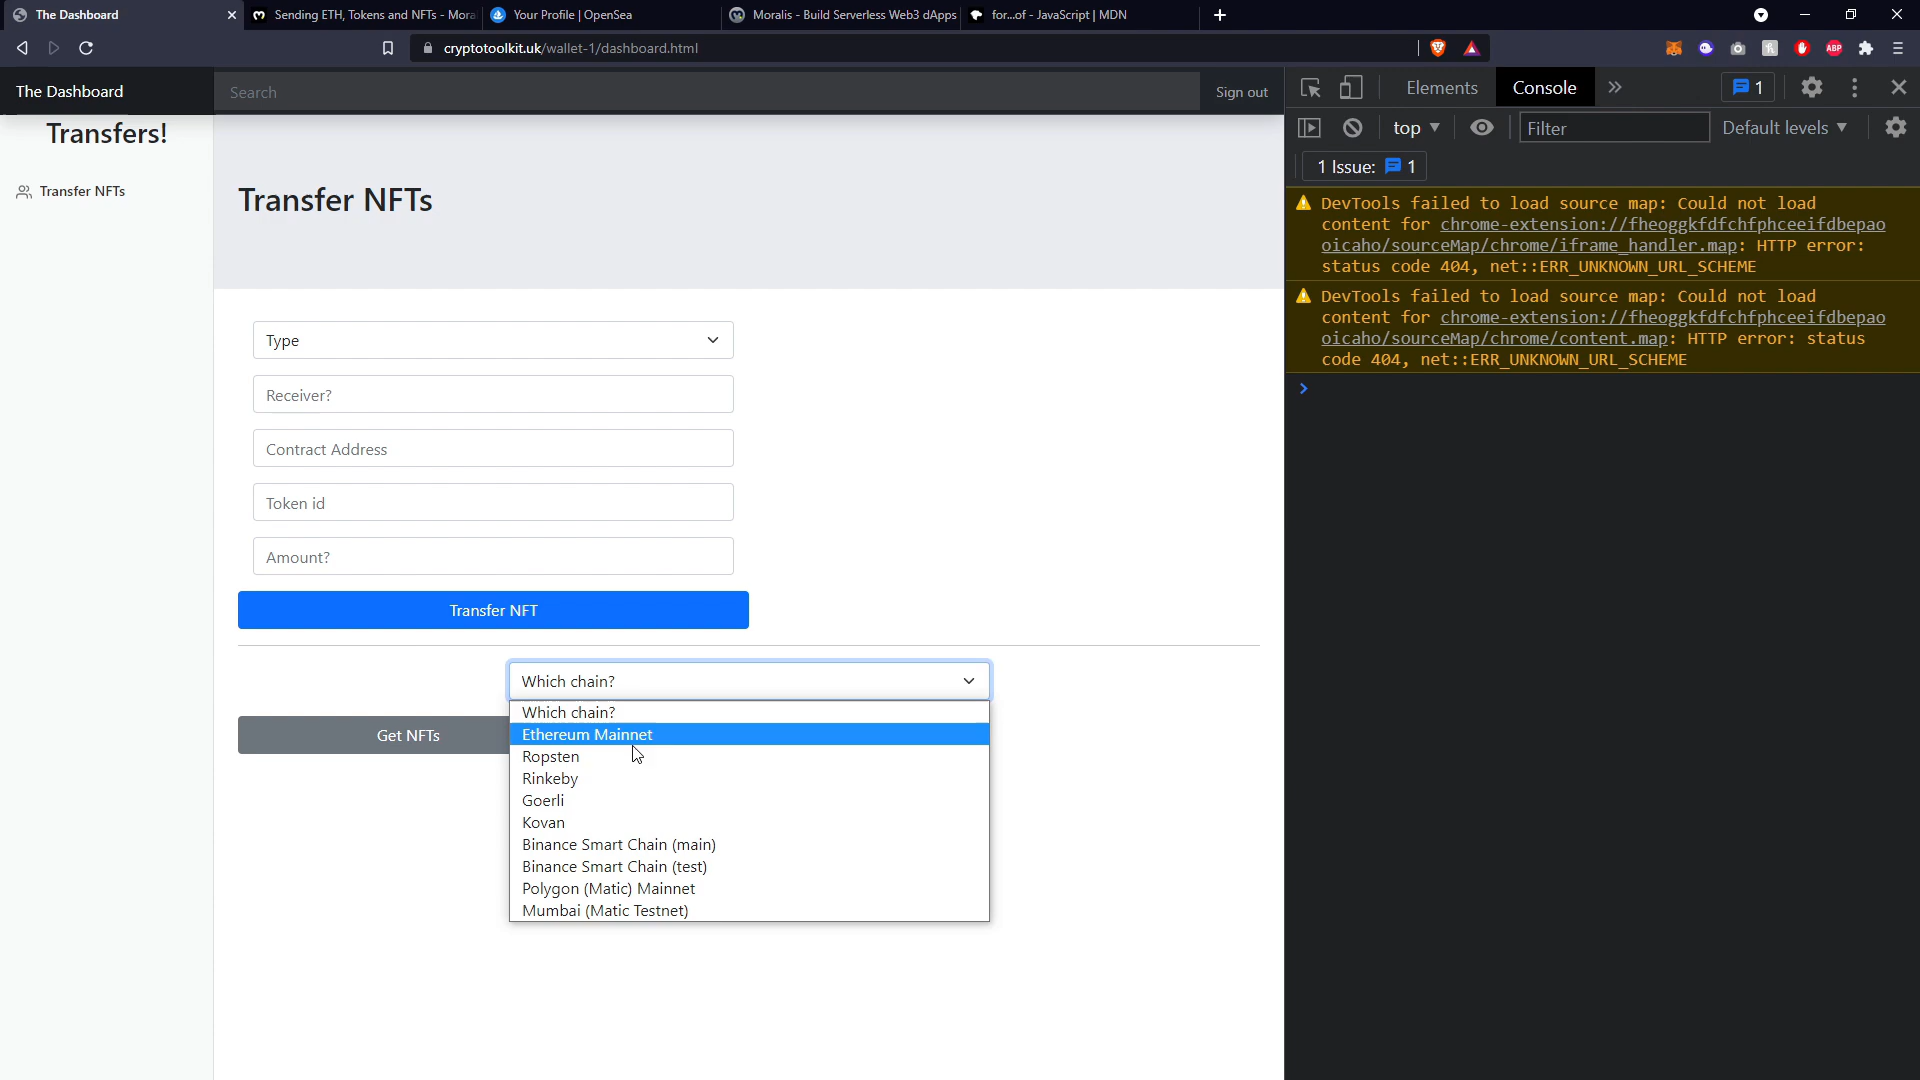 The Dashboard
Sending ETH, Tokens and NFTs - Mora
Your Profile | OpenSea
Moralis - Build Serverless Web3 dApps
for...of - JavaScript | MDN
cryptotoolkit.uk/wallet-1/dashboard.html
ABP
The Dashboard
Search
Sign out
Transfers!
Transfer NFTs
Transfer NFTs
Type
Receiver?
Contract Address
Token id
Amount?
Transfer NFT
Which chain?
Get NFTs
Which chain?
Ethereum Mainnet
Ropsten
Rinkeby
Goerli
Kovan
Binance Smart Chain (main)
Binance Smart Chain (test)
Polygon (Matic) Mainnet
Mumbai (Matic Testnet)
Elements
Console
1
top
Filter
Default levels
1 Issue: 1
DevTools failed to load source map: Could not load
content for chrome-extension://fheoggkfdfchfphceeifdbepao
oicaho/sourceMap/chrome/iframe_handler.map: HTTP error:
status code 404, net::ERR_UNKNOWN_URL_SCHEME
DevTools failed to load source map: Could not load
content for chrome-extension://fheoggkfdfchfphceeifdbepao
oicaho/sourceMap/chrome/content.map: HTTP error: status
code 404, net::ERR_UNKNOWN_URL_SCHEME